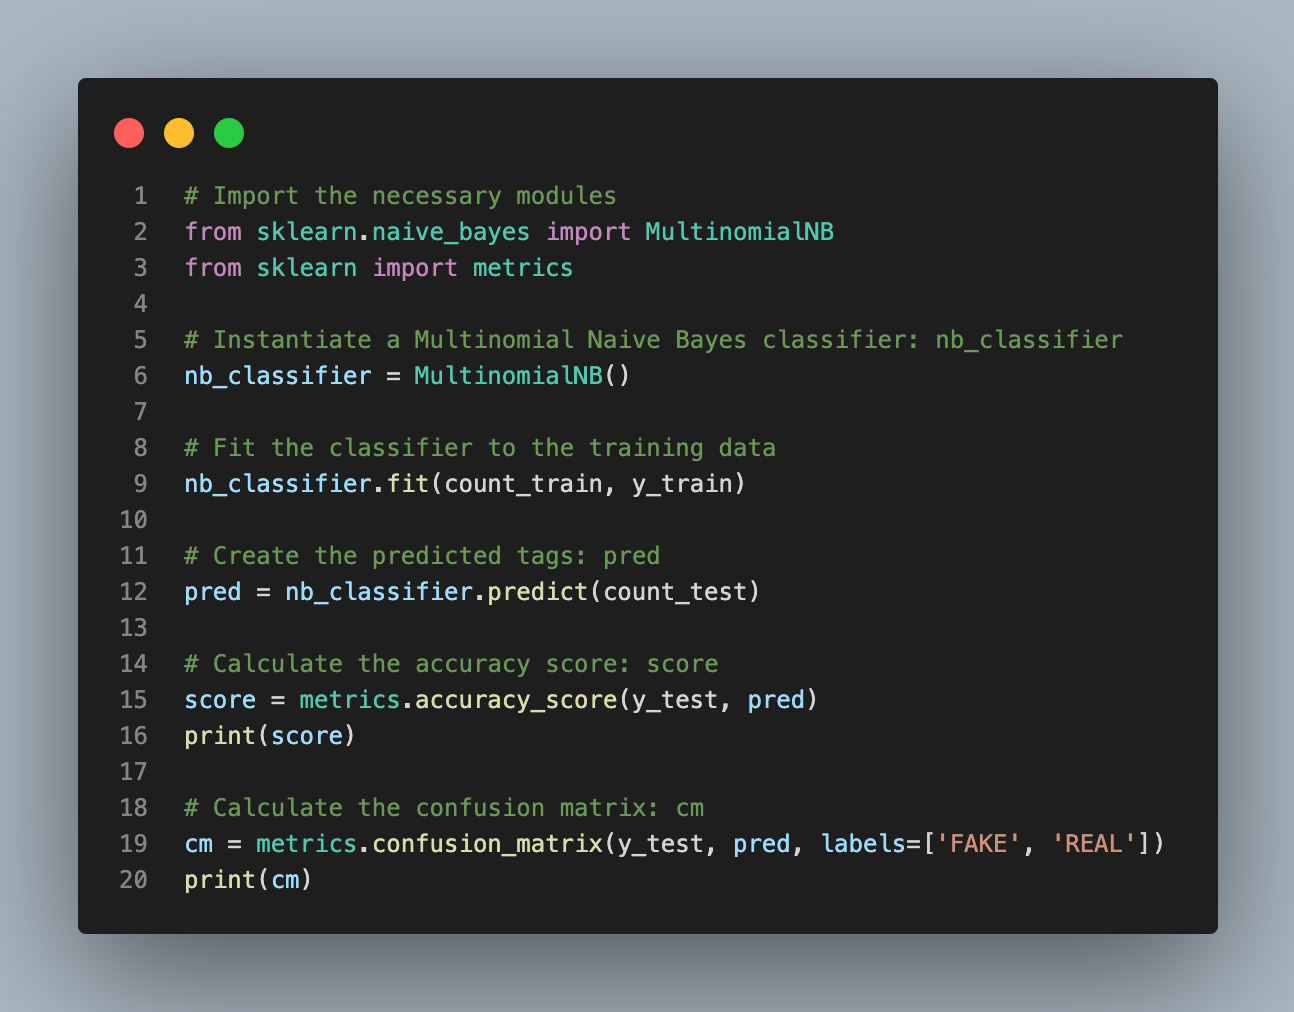 1 # Import the necessary modules
2 from sklearn.naive_bayes import MultinomialNB
3 from sklearn import metrics
4
5 # Instantiate a Multinomial Naive Bayes classifier: nb_classifier
6 nb_classifier = MultinomialNB()
7
8 # Fit the classifier to the training data
9 nb_classifier.fit(count_train, y_train)
10
11 # Create the predicted tags: pred
12 pred = nb_classifier.predict(count_test)
13
14 # Calculate the accuracy score: score
15 score = metrics.accuracy_score(y_test, pred)
16 print(score)
17
18 # Calculate the confusion matrix: cm
19 cm = metrics.confusion_matrix(y_test, pred, labels=['FAKE', 'REAL'])
20 print(cm)